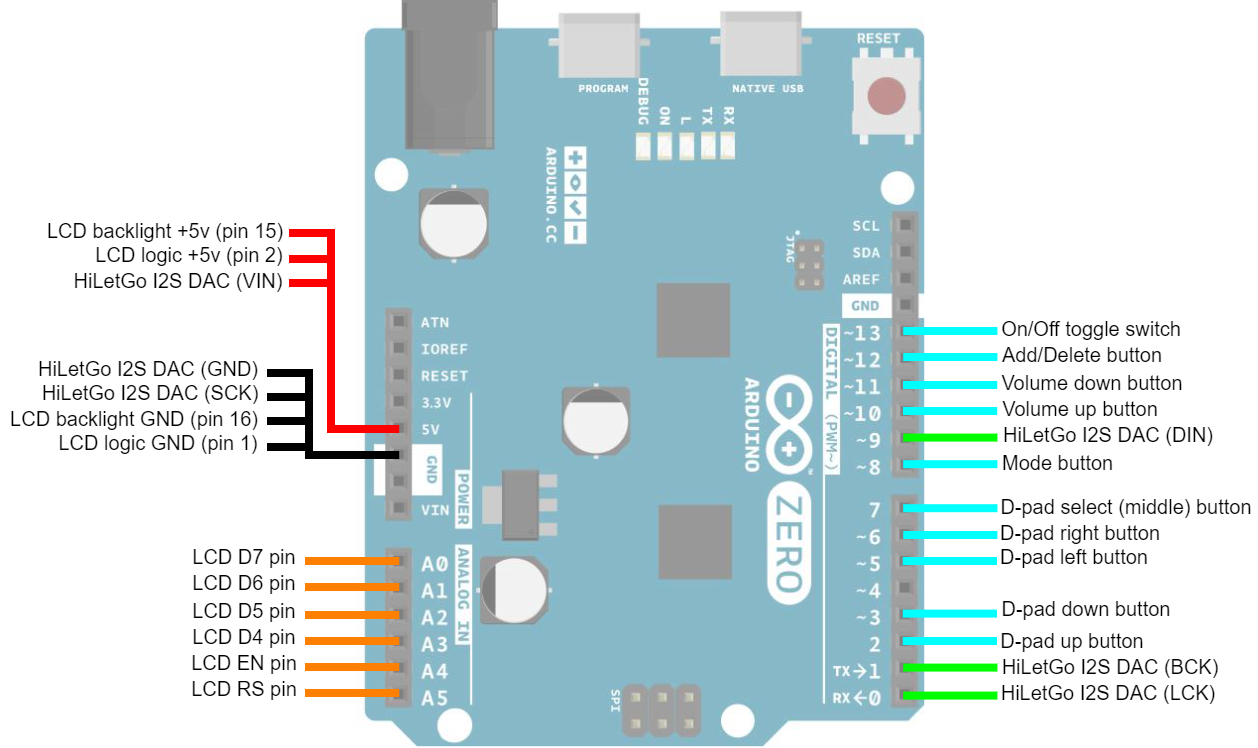 RESET
PROGRAM
NATIVE USB
DEBUG
ON
L
TX
RX
ARDUINO.CC
LCD backlight +5v (pin 15)
LCD logic +5v (pin 2)
HiLetGo I2S DAC (VIN)
HiLetGo I2S DAC (GND)
HiLetGo I2S DAC (SCK)
LCD backlight GND (pin 16)
LCD logic GND (pin 1)
LCD D7 pin
LCD D6 pin
LCD D5 pin
LCD D4 pin
LCD EN pin
LCD RS pin
ATN
IOREF
RESET
3.3V
5V
GND
VIN
POWER
A0
A1
A2
A3
A4
A5
ANALOG IN
JTAG
SPI
ARDUINO
ZERO
DIGITAL (PWM~)
SCL
SDA
AREF
GND
~13
~12
~11
~10
~9
~8
7
~6
~5
~4
~3
2
TX→1
RX←0
On/Off toggle switch
Add/Delete button
Volume down button
Volume up button
HiLetGo I2S DAC (DIN)
Mode button
D-pad select (middle) button
D-pad right button
D-pad left button
D-pad down button
D-pad up button
HiLetGo I2S DAC (BCK)
HiLetGo I2S DAC (LCK)